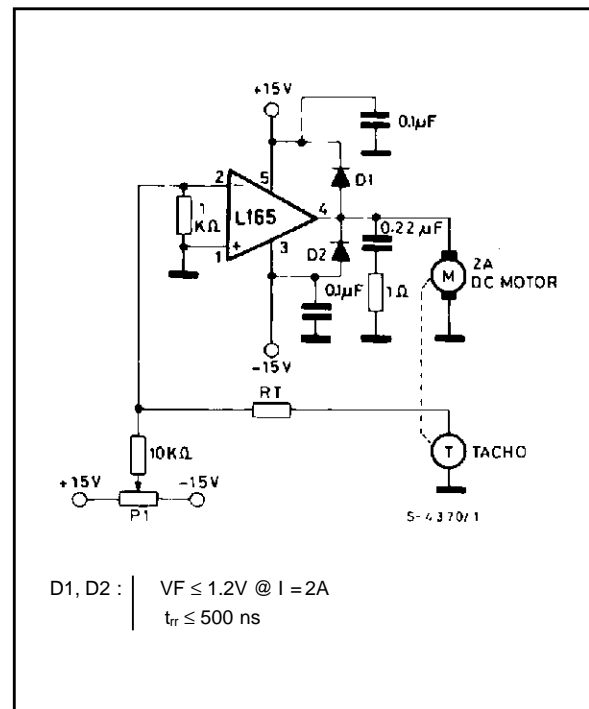 +15V
0.1µF
2
5
D1
1
KΩ
L165
4
0.22 µF
D2
3
1
+
0.1µF
1Ω
M
2A
DC MOTOR
-15V
RT
10KΩ
T
TACHO
+15V
-15V
P1
S-4370/1
D1, D2 : VF ≤ 1.2V @ I = 2A
trr ≤ 500 ns